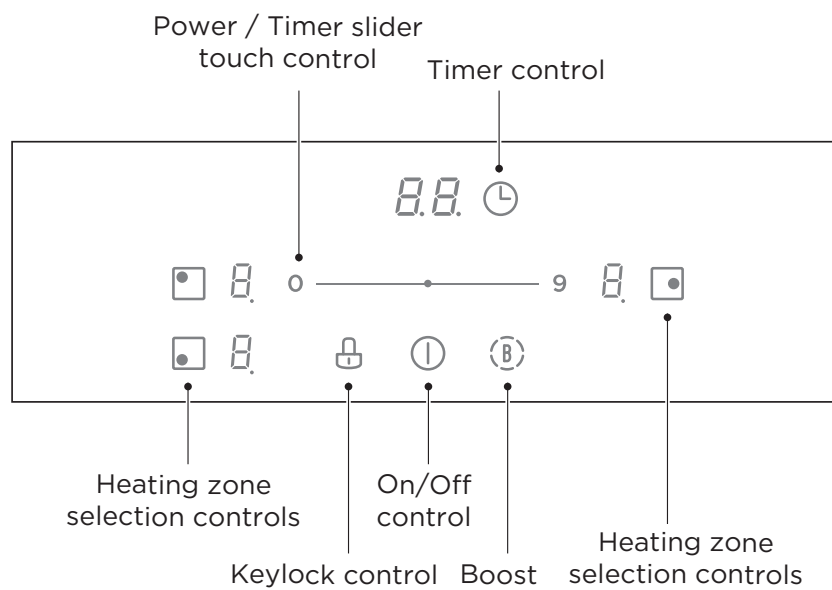 Power / Timer slider
touch control
Timer control
8.8.
8. 0 9 8.
8. B
Heating zone
selection controls
On/Off
control
Keylock control
Boost
Heating zone
selection controls